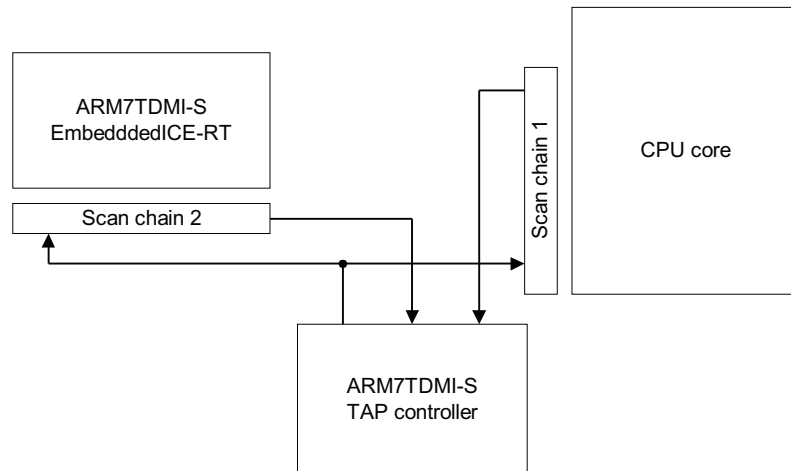 ARM7TDMI-S
EmbedddedICE-RT
Scan chain 2
Scan chain 1
CPU core
ARM7TDMI-S
TAP controller